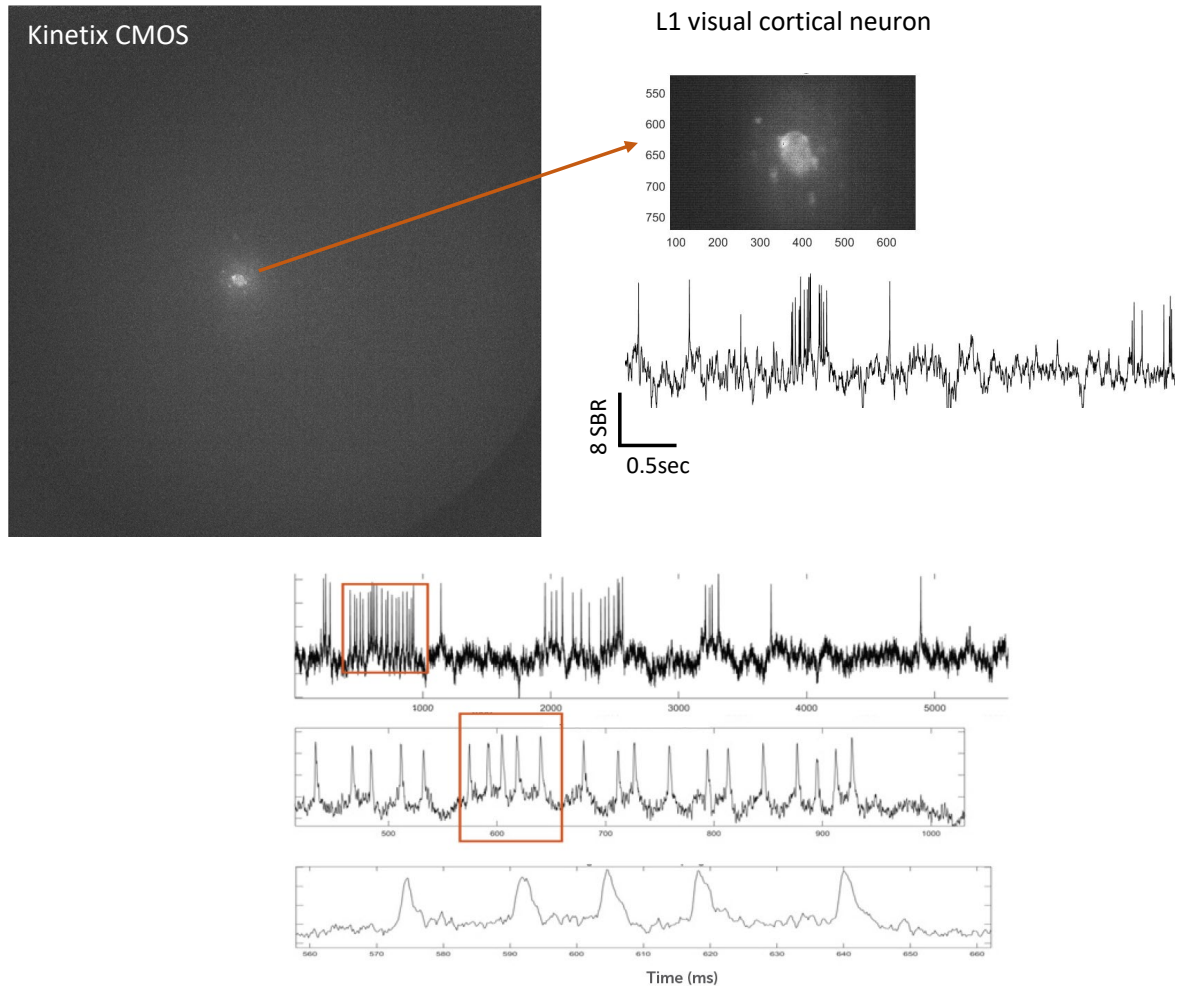 Kinetix CMOS
L1 visual cortical neuron
550
600
650
700
750
100 200 300 400 500 600
8 SBR
0.5sec
1000 2000 3000 4000 5000
500 600 700 800 900 1000
560 570 580 590 600 610 620 630 640 650 660
Time (ms)